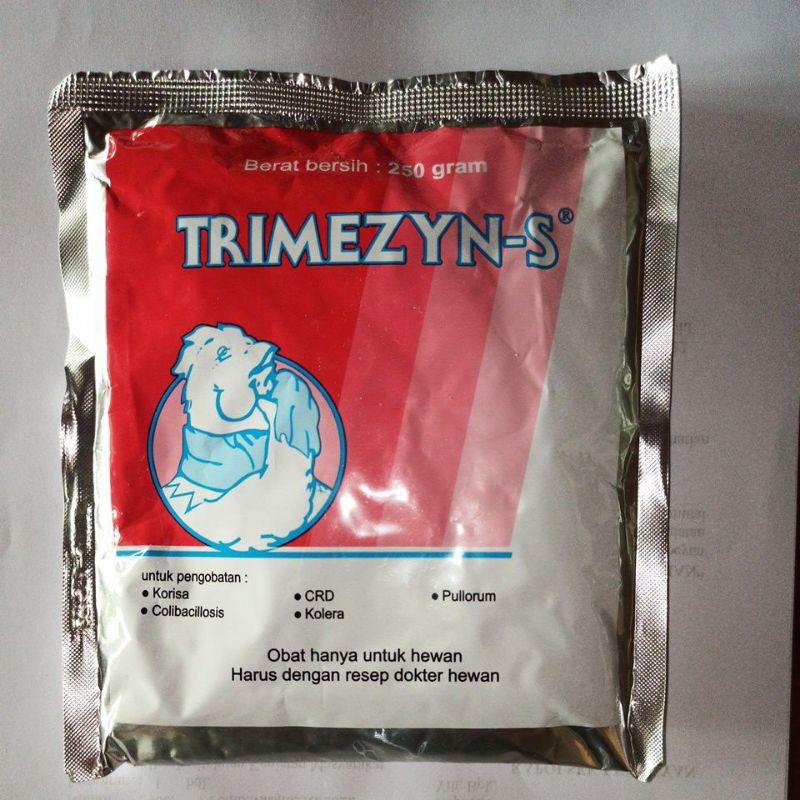 Berat bersih : 250 gram
TRIMEZYN-S®
untuk pengobatan :
• Korisa
• CRD
• Pullorum
• Colibacillosis
• Kolera
Obat hanya untuk hewan
Harus dengan resep dokter hewan